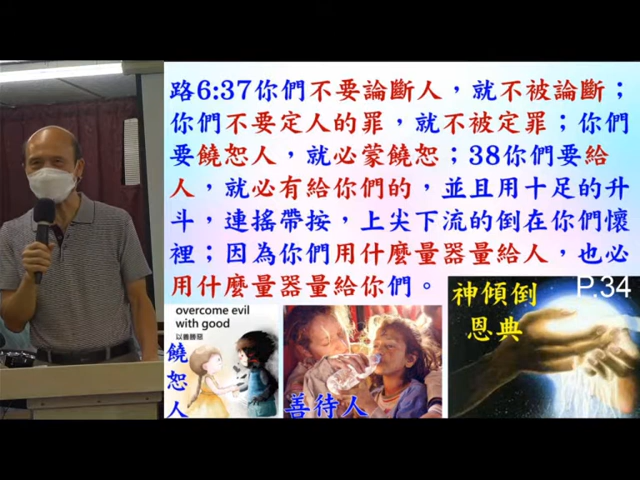 路6:37你們不要論斷人，就不被論斷；
你們不要定人的罪，就不被定罪；你們
要饒恕人，就必蒙饒恕；38你們要給
人，就必有給你們的，並且用十足的升
斗，連搖帶按，上尖下流的倒在你們懷
裡；因為你們用什麼量器量給人，也必
用什麼量器量給你們。
P.34
overcome evil
with good
以善勝惡
饒恕人
善待人
神傾倒
恩典